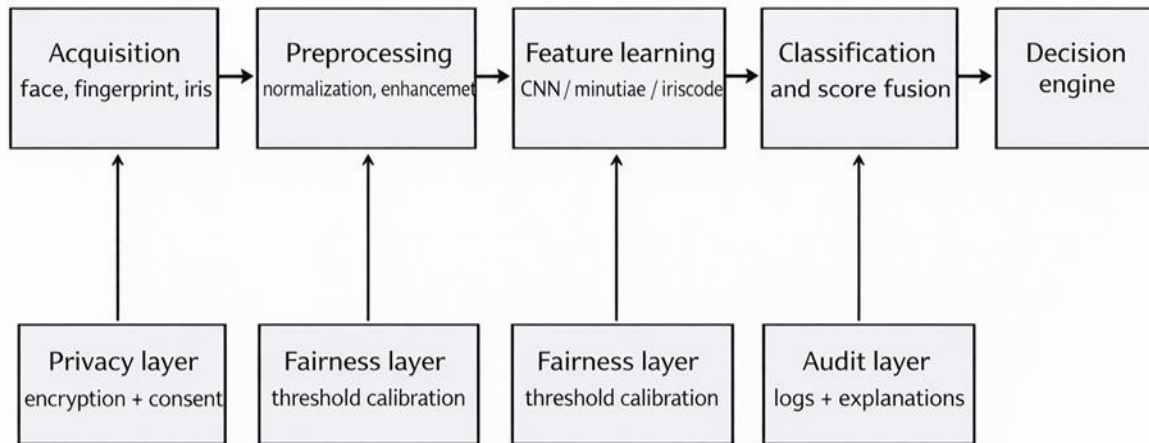 Acquisition
face, fingerprint, iris
Preprocessing
normalization, enhancemet
Feature learning
CNN / minutiae / iriscode
Classification
and score fusion
Decision
engine
Privacy layer
encryption + consent
Fairness layer
threshold calibration
Fairness layer
threshold calibration
Audit layer
logs + explanations